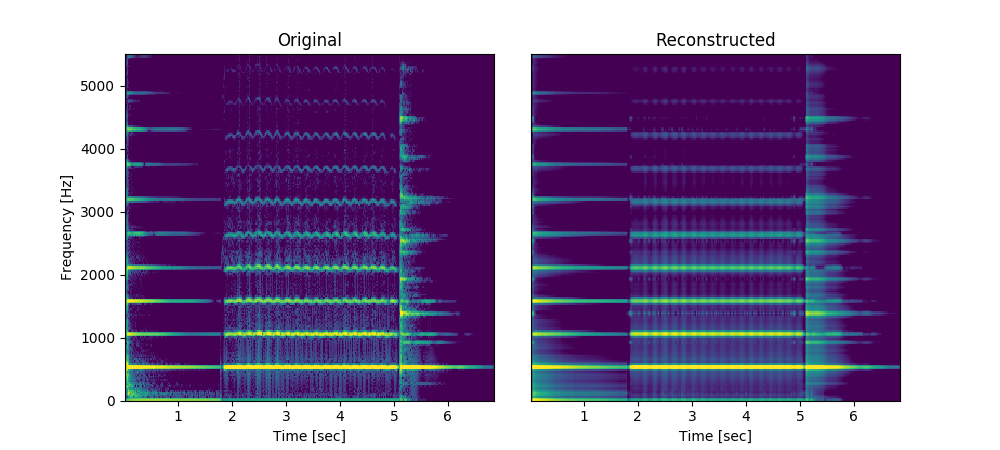 Original
Reconstructed
Frequency [Hz]
5000
4000
3000
2000
1000
0
1 2 3 4 5 6
Time [sec]
1 2 3 4 5 6
Time [sec]